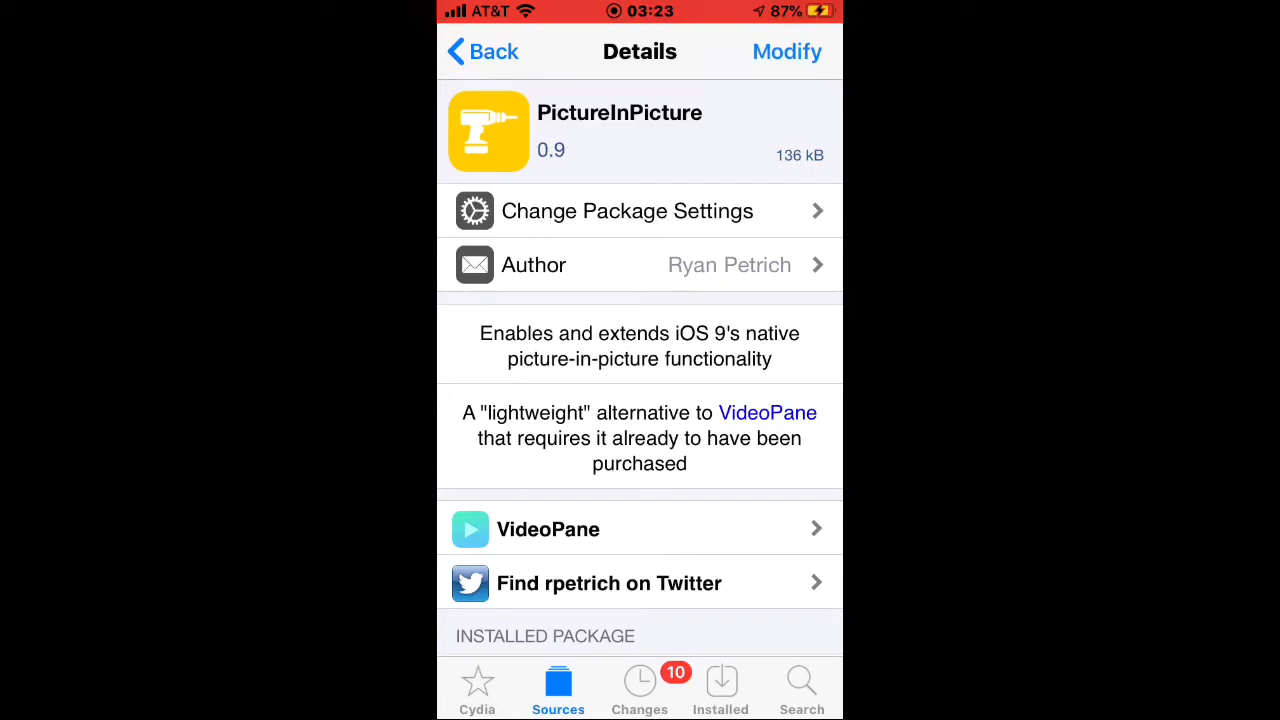 AT&T 03:23 87%
Back Details Modify
PictureInPicture
0.9 136 kB
Change Package Settings
Author Ryan Petrich
Enables and extends iOS 9's native
picture-in-picture functionality
A "lightweight" alternative to VideoPane
that requires it already to have been
purchased
VideoPane
Find rpetrich on Twitter
INSTALLED PACKAGE
10
Cydia Sources Changes Installed Search